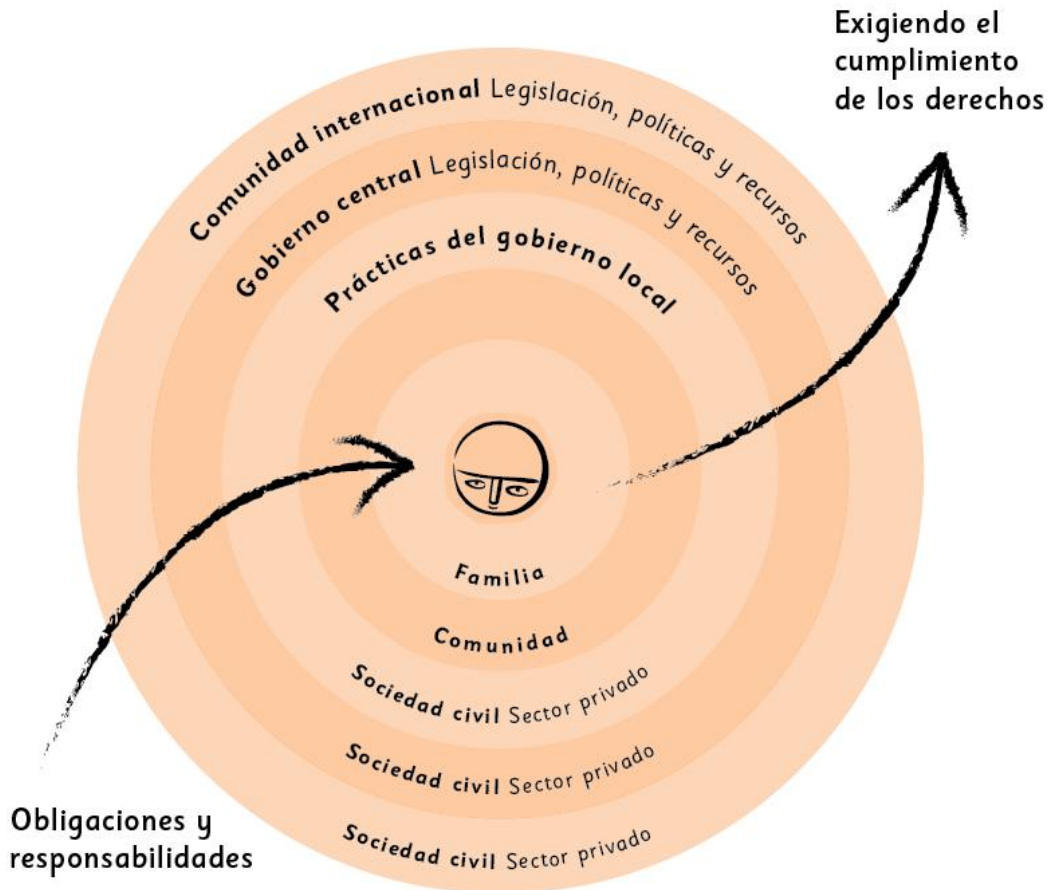 Exigiendo el
cumplimiento
de los derechos
Comunidad internacional Legislación, políticas y recursos
Gobierno central Legislación, políticas y recursos
Prácticas del gobierno local
Familia
Comunidad
Sociedad civil Sector privado
Sociedad civil Sector privado
Sociedad civil Sector privado
Obligaciones y
responsabilidades